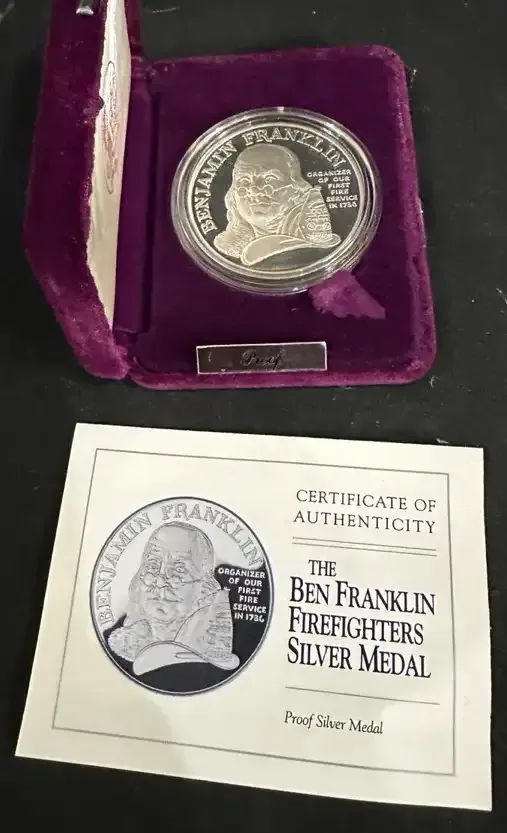 BENJAMIN FRANKLIN
ORGANIZER
OF OUR
FIRST
FIRE
SERVICE
IN 1736
Proof
CERTIFICATE OF
AUTHENTICITY
BENJAMIN FRANKLIN
ORGANIZER
OF OUR
FIRST
FIRE
SERVICE
IN 1736
THE
BEN FRANKLIN
FIREFIGHTERS
SILVER MEDAL
Proof Silver Medal